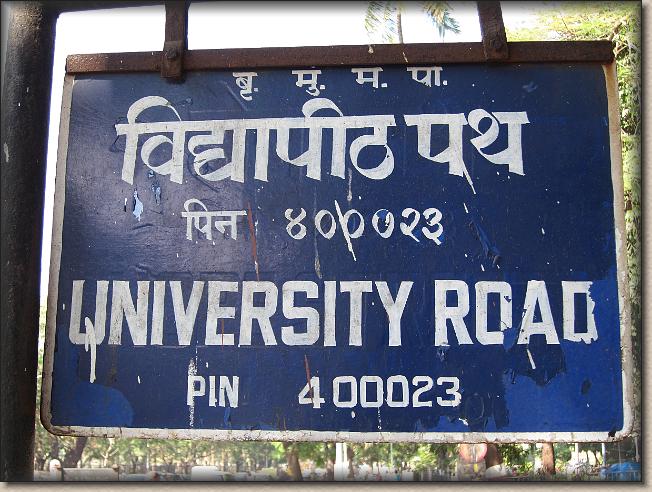 बृ. मु. म. पा.
विद्यापीठ पथ
पिन ४०००२३
UNIVERSITY ROAD
PIN 400023